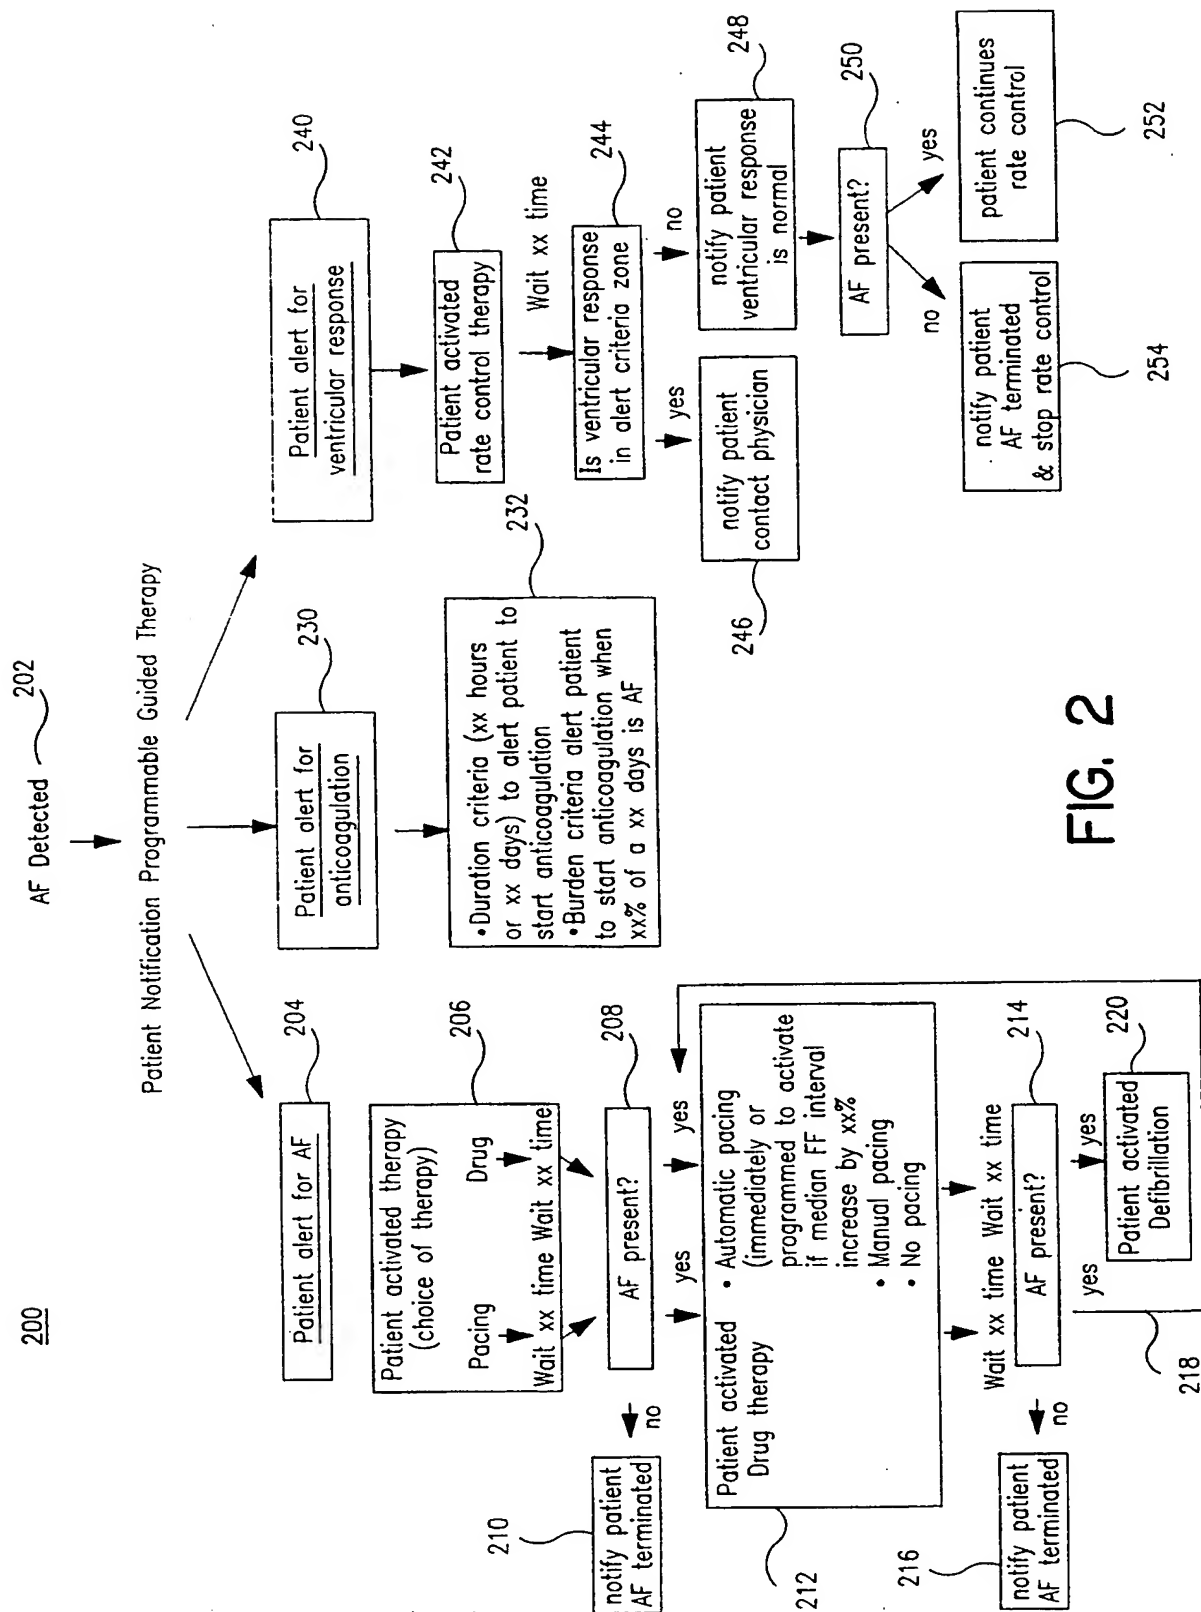 200
AF Detected 202
Patient Notification Programmable Guided Therapy
204
Patient alert for AF
206
Patient activated therapy
(choice of therapy)
Pacing Drug
Wait xx time Wait xx time
208
AF present?
no
210
notify patient
AF terminated
yes yes
212
Patient activated
Drug therapy
• Automatic pacing
(immediately or
programmed to activate
if median FF interval
increase by xx%
• Manual pacing
• No pacing
Wait xx time Wait xx time
214
AF present?
no
216
notify patient
AF terminated
yes yes
218
220
Patient activated
Defibrillation
230
Patient alert for
anticoagulation
232
• Duration criteria (xx hours
or xx days) to alert patient to
start anticoagulation
• Burden criteria alert patient
to start anticoagulation when
xx% of a xx days is AF
240
Patient alert for
ventricular response
242
Patient activated
rate control therapy
Wait xx time
244
Is ventricular response
in alert criteria zone
yes no
246
notify patient
contact physician
248
notify patient
ventricular response
is normal
250
AF present?
no yes
254
notify patient
AF terminated
& stop rate control
252
patient continues
rate control
FIG. 2